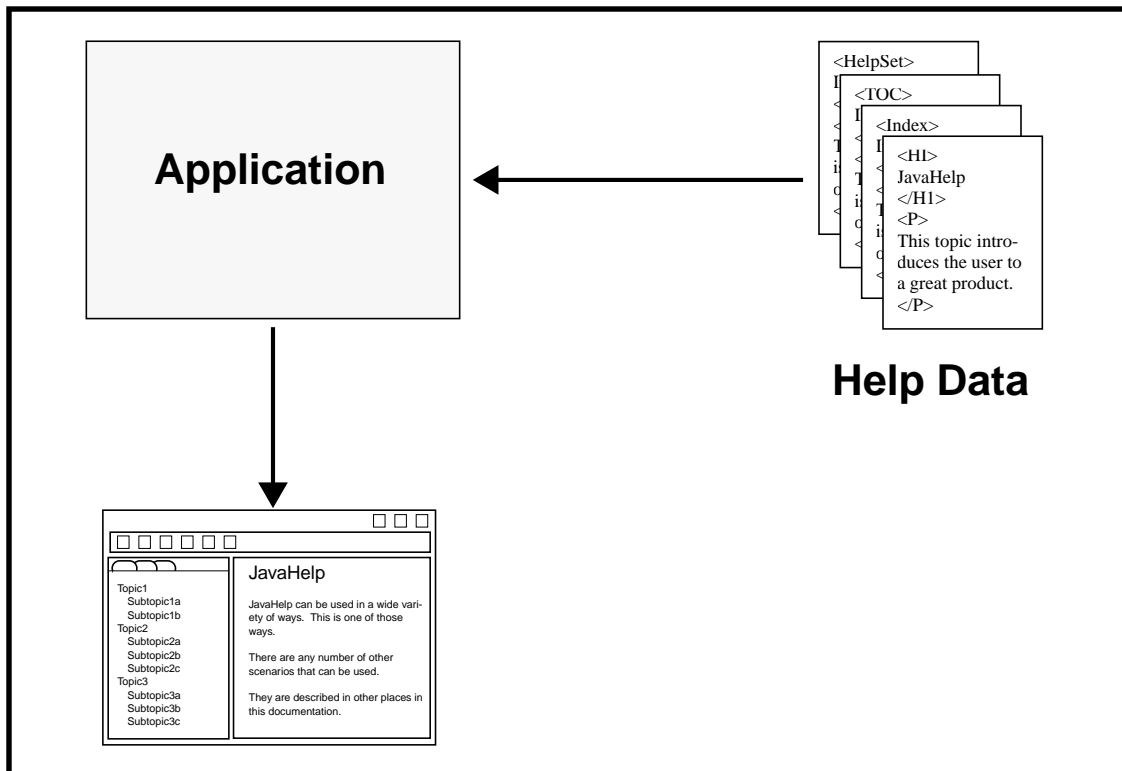 Application
<HelpSet>
<TOC>
<Index>
<HI>
JavaHelp
</H1>
<P>
This topic intro-
duces the user to
a great product.
</P>
Help Data
Topic1
Subtopic1a
Subtopic1b
Topic2
Subtopic2a
Subtopic2b
Subtopic2c
Topic3
Subtopic3a
Subtopic3b
Subtopic3c
JavaHelp
JavaHelp can be used in a wide vari-
ety of ways. This is one of those
ways.
There are any number of other
scenarios that can be used.
They are described in other places in
this documentation.